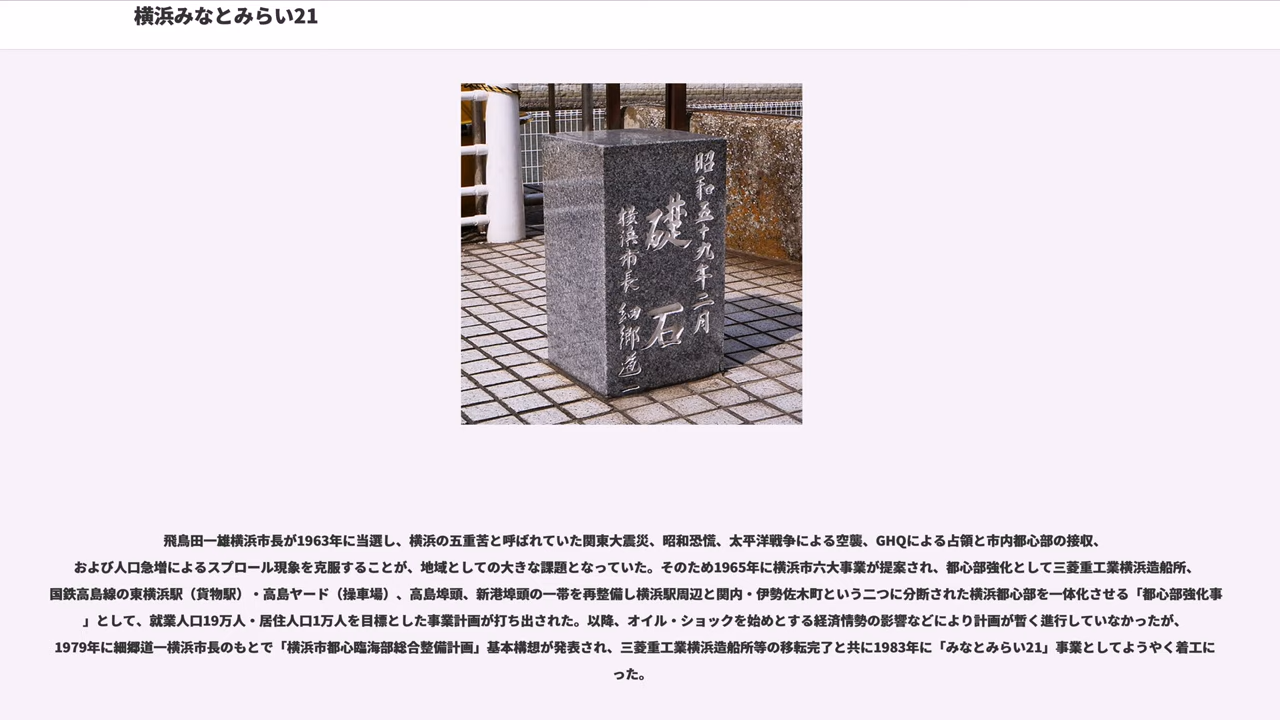 横浜みなとみらい21
昭和五十九年二月
礎石
横浜市長 細郷道一
飛鳥田一雄横浜市長が1963年に当選し、横浜の五重苦と呼ばれていた関東大震災、昭和恐慌、太平洋戦争による空襲、GHQによる占領と市内都心部の接収、
および人口急増によるスプロール現象を克服することが、地域としての大きな課題となっていた。そのため1965年に横浜市六大事業が提案され、都心部強化として三菱重工業横浜造船所、
国鉄高島線の東横浜駅（貨物駅）・高島ヤード（操車場）、高島埠頭、新港埠頭の一帯を再整備し横浜駅周辺と関内・伊勢佐木町という二つに分断された横浜都心部を一体化させる「都心部強化事
」として、就業人口19万人・居住人口1万人を目標とした事業計画が打ち出された。以降、オイル・ショックを始めとする経済情勢の影響などにより計画が暫く進行していなかったが、
1979年に細郷道一横浜市長のもとで「横浜市都心臨海部総合整備計画」基本構想が発表され、三菱重工業横浜造船所等の移転完了と共に1983年に「みなとみらい21」事業としてようやく着工に
った。